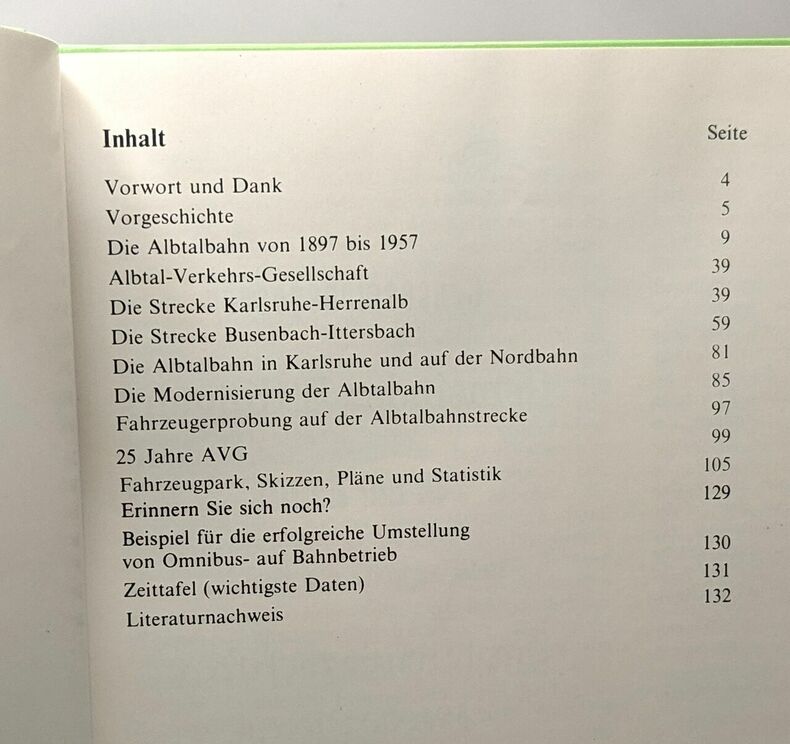 Inhalt Seite
Vorwort und Dank 4
Vorgeschichte 5
Die Albtalbahn von 1897 bis 1957 9
Albtal-Verkehrs-Gesellschaft 39
Die Strecke Karlsruhe-Herrenalb 39
Die Strecke Busenbach-Ittersbach 59
Die Albtalbahn in Karlsruhe und auf der Nordbahn 81
Die Modernisierung der Albtalbahn 85
Fahrzeugerprobung auf der Albtalbahnstrecke 97
25 Jahre AVG 99
Fahrzeugpark, Skizzen, Pläne und Statistik 105
Erinnern Sie sich noch? 129
Beispiel für die erfolgreiche Umstellung
von Omnibus- auf Bahnbetrieb 130
Zeittafel (wichtigste Daten) 131
Literaturnachweis 132